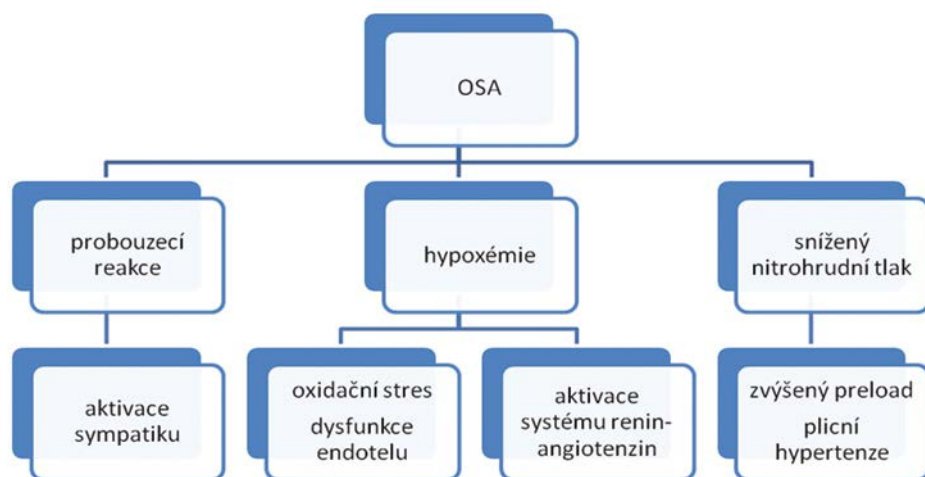 OSA
probouzecí
reakce
hypoxémie
snížený
nitrohrudní tlak
aktivace
sympatiku
oxidační stres
dysfunkce
endotelu
aktivace
systému renin-
angiotenzin
zvýšený preload
plicní
hypertenze